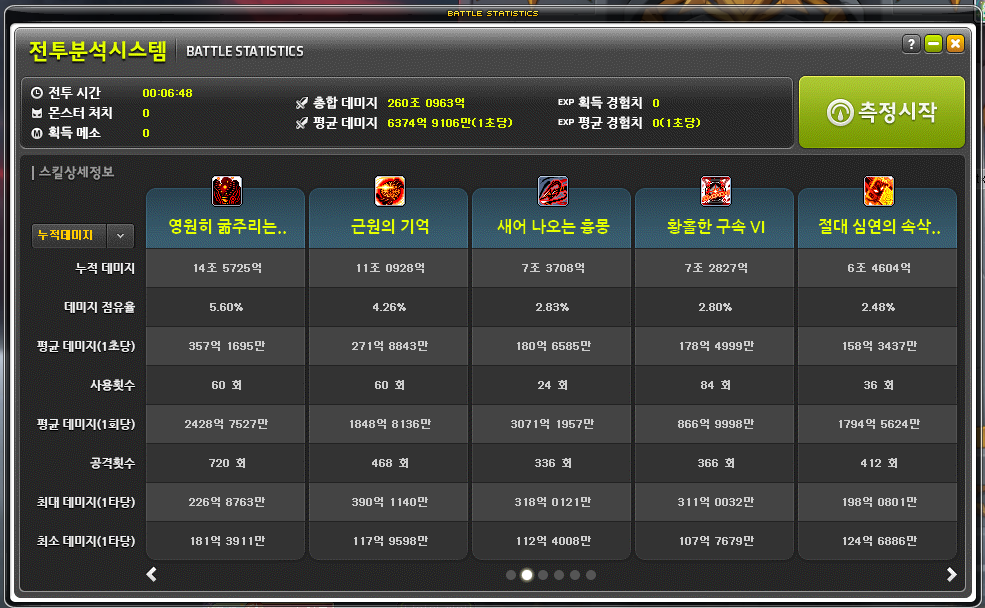 BATTLE STATISTICS
전투분석시스템 BATTLE STATISTICS
전투 시간 00:06:48
몬스터 처치 0
획득 메소 0
총합 데미지 260조 0963억
평균 데미지 6374억 9106만(1초당)
EXP 획득 경험치 0
EXP 평균 경험치 0(1초당)
측정시작
스킬상세정보
영원히 굶주리는.. 근원의 기억 새어 나오는 흉몽 황홀한 구속 VI 절대 심연의 속삭..
누적데미지
누적 데미지 14조 5725억 11조 0928억 7조 3708억 7조 2827억 6조 4604억
데미지 점유율 5.60% 4.26% 2.83% 2.80% 2.48%
평균 데미지(1초당) 357억 1695만 271억 8843만 180억 6585만 178억 4999만 158억 3437만
사용횟수 60 회 60 회 24 회 84 회 36 회
평균 데미지(1회당) 2428억 7527만 1848억 8136만 3071억 1957만 866억 9998만 1794억 5624만
공격횟수 720 회 468 회 336 회 366 회 412 회
최대 데미지(1타당) 226억 8763만 390억 1140만 318억 0121만 311억 0032만 198억 0801만
최소 데미지(1타당) 181억 3911만 117억 9598만 112억 4008만 107억 7679만 124억 6886만